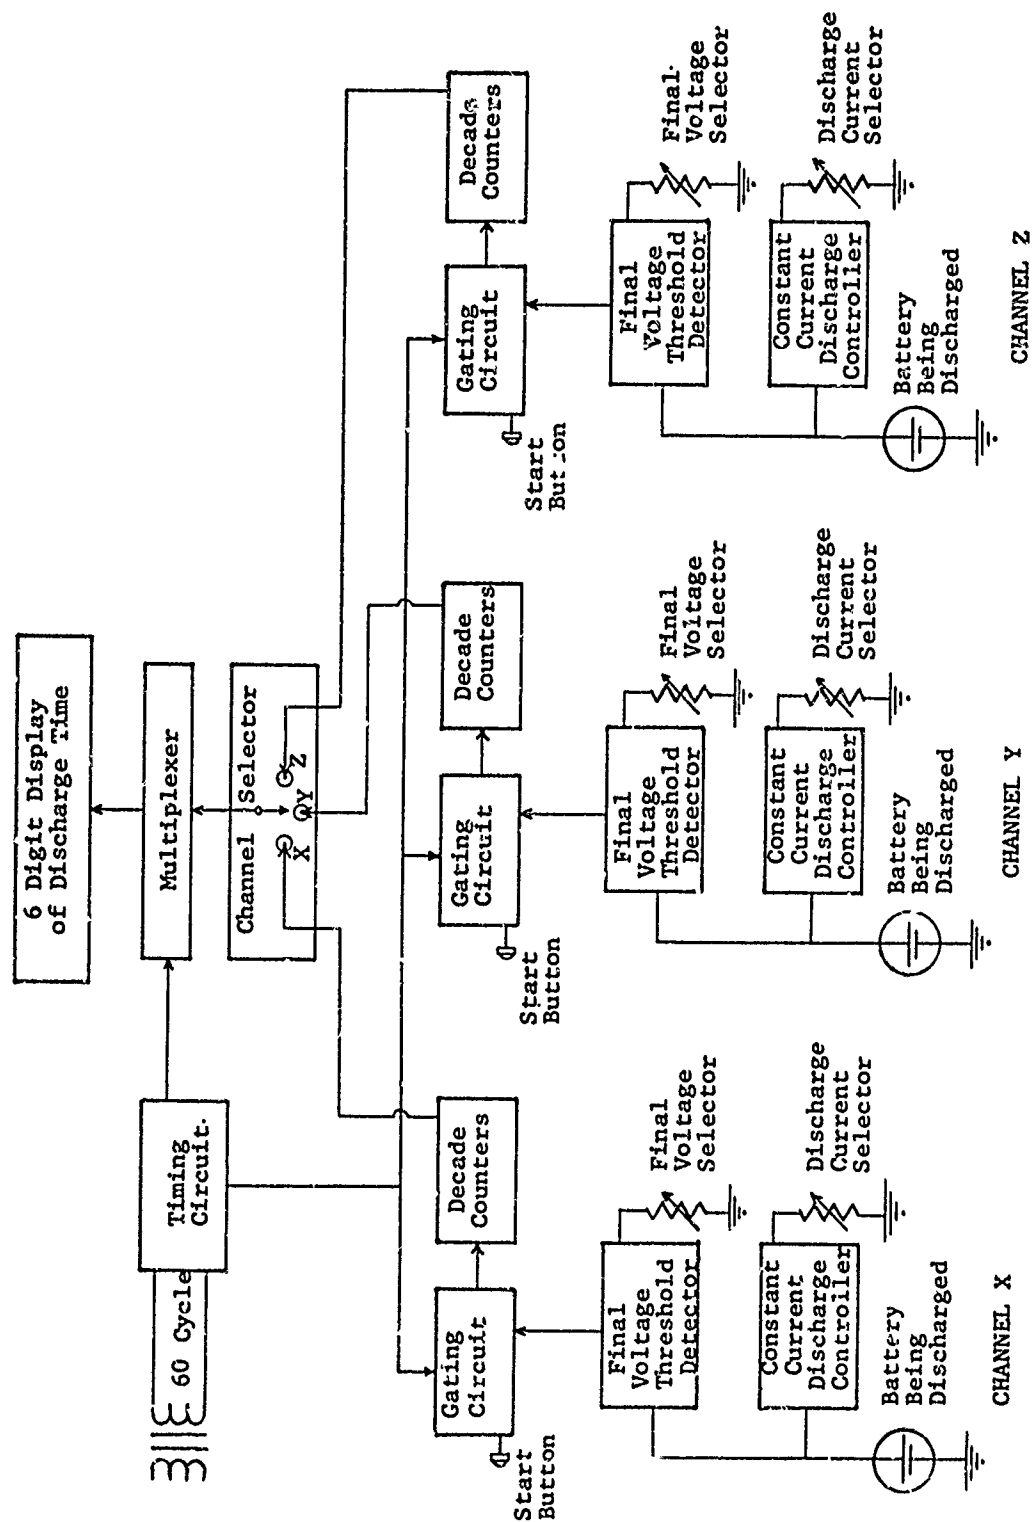 6 Digit Display
of Discharge Time
60 Cycle
Timing
Circuit.
Multiplexer
Channel Selector
X
Y
Z
Start
Button
Gating
Circuit
Decade
Counters
Final
Voltage
Threshold
Detector
Final
Voltage
Selector
Constant
Current
Discharge
Controller
Discharge
Current
Selector
Battery
Being
Discharged
CHANNEL X
Start
Button
Gating
Circuit
Decade
Counters
Final
Voltage
Threshold
Detector
Final
Voltage
Selector
Constant
Current
Discharge
Controller
Discharge
Current
Selector
Battery
Being
Discharged
CHANNEL Y
Start
Button
Gating
Circuit
Decade
Counters
Final
Voltage
Threshold
Detector
Final
Voltage
Selector
Constant
Current
Discharge
Controller
Discharge
Current
Selector
Battery
Being
Discharged
CHANNEL Z